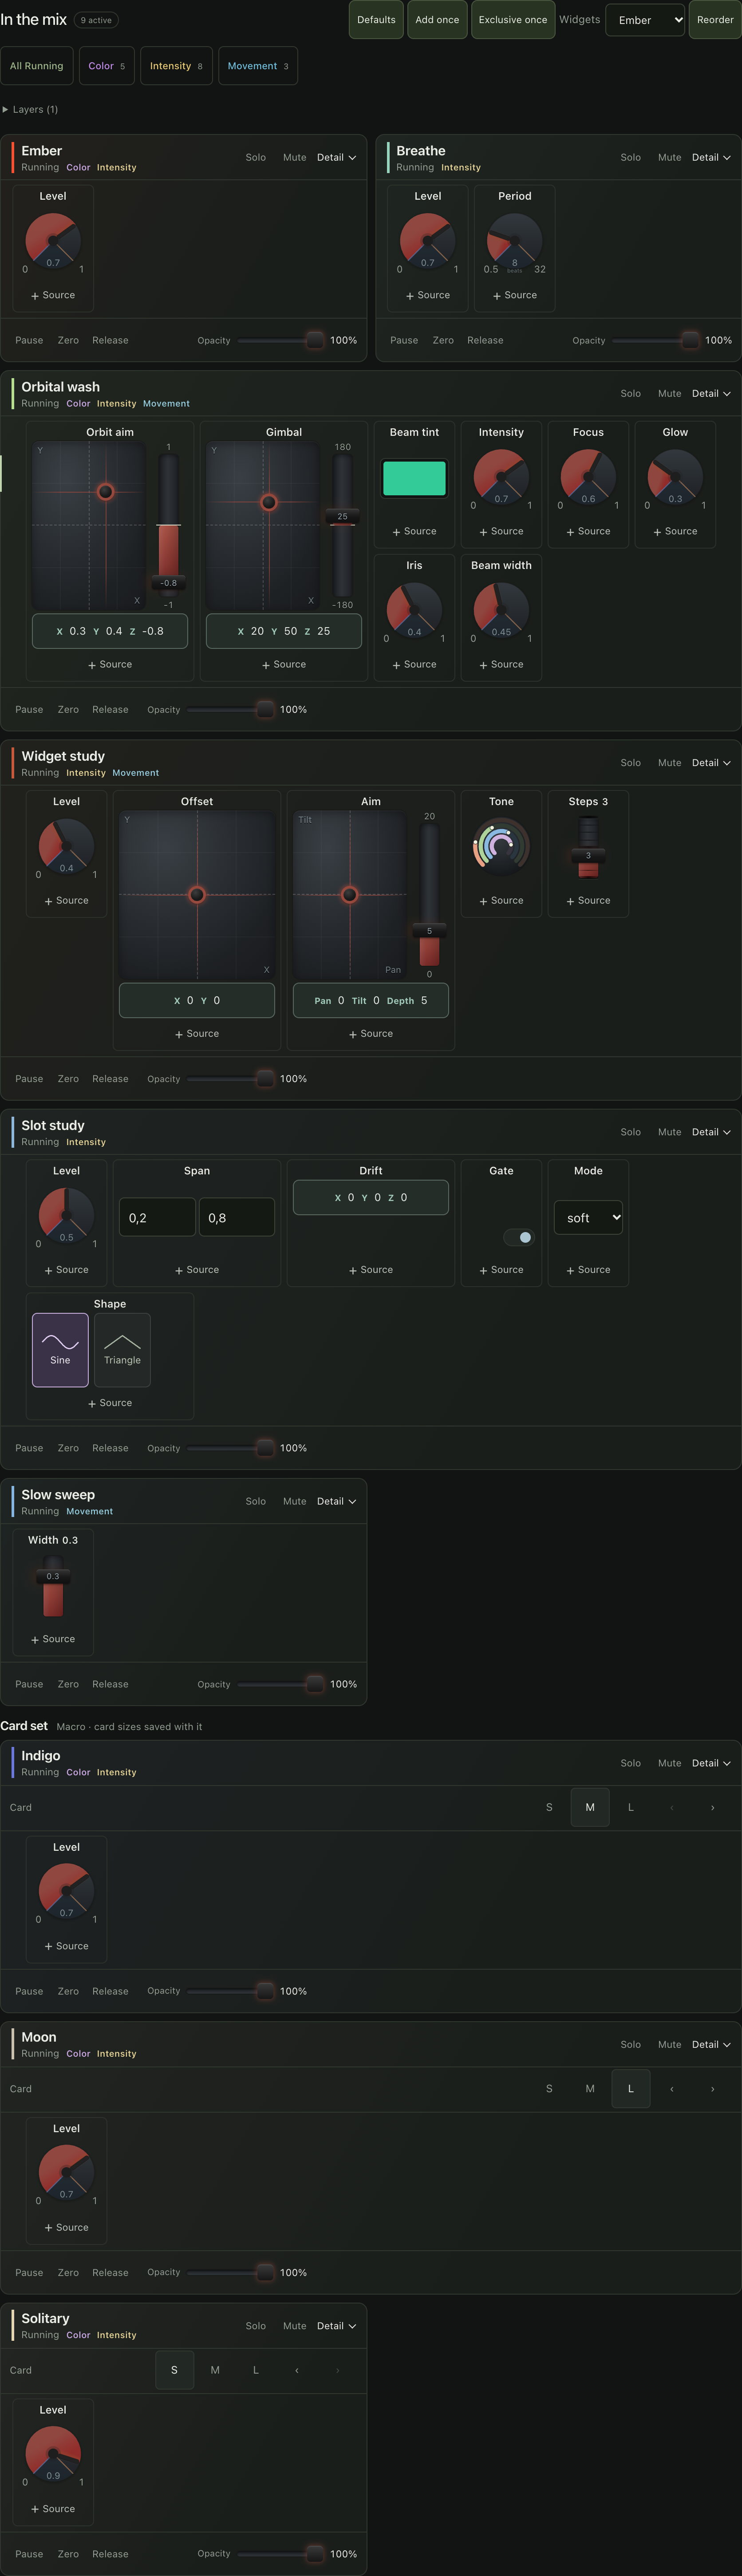 In the mix 9 active Defaults Add once Exclusive once Widgets Ember Reorder
All Running Color 5 Intensity 8 Movement 3
Layers (1)
Ember Solo Mute Detail
Running Color Intensity
Level
0.7
0 1
+ Source
Pause Zero Release Opacity 100%
Breathe Solo Mute Detail
Running Intensity
Level Period
0.7 8
beats
0 1 0.5 32
+ Source + Source
Pause Zero Release Opacity 100%
Orbital wash Solo Mute Detail
Running Color Intensity Movement
Orbit aim Gimbal Beam tint Intensity Focus Glow
Y 1 Y 180
25
0.7 0.6 0.3
0 1 0 1 0 1
+ Source + Source + Source + Source
Iris Beam width
-0.8
X -1 X -180
0.4 0.45
0 1 0 1
X 0.3 Y 0.4 Z -0.8 X 20 Y 50 Z 25
+ Source + Source + Source + Source
Pause Zero Release Opacity 100%
Widget study Solo Mute Detail
Running Intensity Movement
Level Offset Aim Tone Steps 3
Y Tilt 20
3
0.4
0 1
+ Source + Source + Source
5
X Pan 0
X 0 Y 0 Pan 0 Tilt 0 Depth 5
+ Source + Source
Pause Zero Release Opacity 100%
Slot study Solo Mute Detail
Running Intensity
Level Span Drift Gate Mode
X 0 Y 0 Z 0
0,2 0,8 soft
0.5
0 1
+ Source + Source + Source + Source + Source
Shape
Sine Triangle
+ Source
Pause Zero Release Opacity 100%
Slow sweep Solo Mute Detail
Running Movement
Width 0.3
0.3
+ Source
Pause Zero Release Opacity 100%
Card set Macro · card sizes saved with it
Indigo Solo Mute Detail
Running Color Intensity
Card S M L ‹ ›
Level
0.7
0 1
+ Source
Pause Zero Release Opacity 100%
Moon Solo Mute Detail
Running Color Intensity
Card S M L ‹ ›
Level
0.7
0 1
+ Source
Pause Zero Release Opacity 100%
Solitary Solo Mute Detail
Running Color Intensity
Card S M L ‹ ›
Level
0.9
0 1
+ Source
Pause Zero Release Opacity 100%